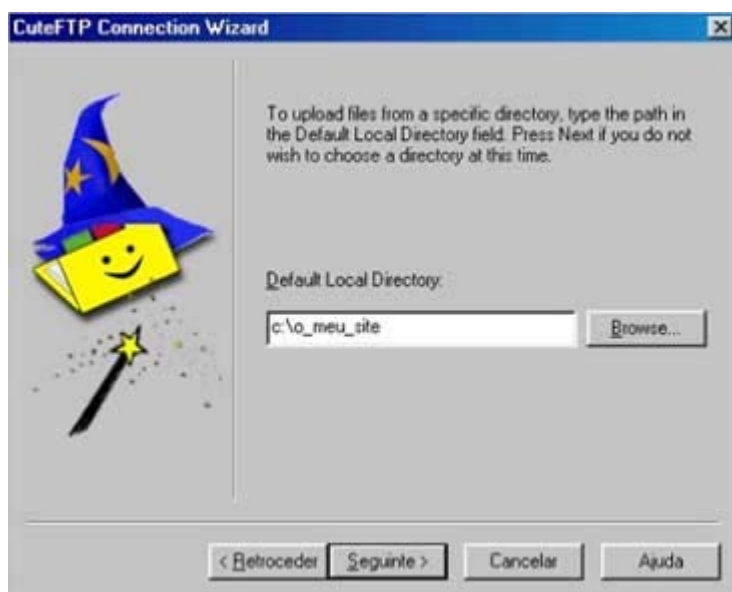 CuteFTP Connection Wizard
To upload files from a specific directory, type the path in
the Default Local Directory field. Press Next if you do not
wish to choose a directory at this time.
Default Local Directory:
c:\o_meu_site
Browse...
< Retroceder
Seguinte >
Cancelar
Ajuda